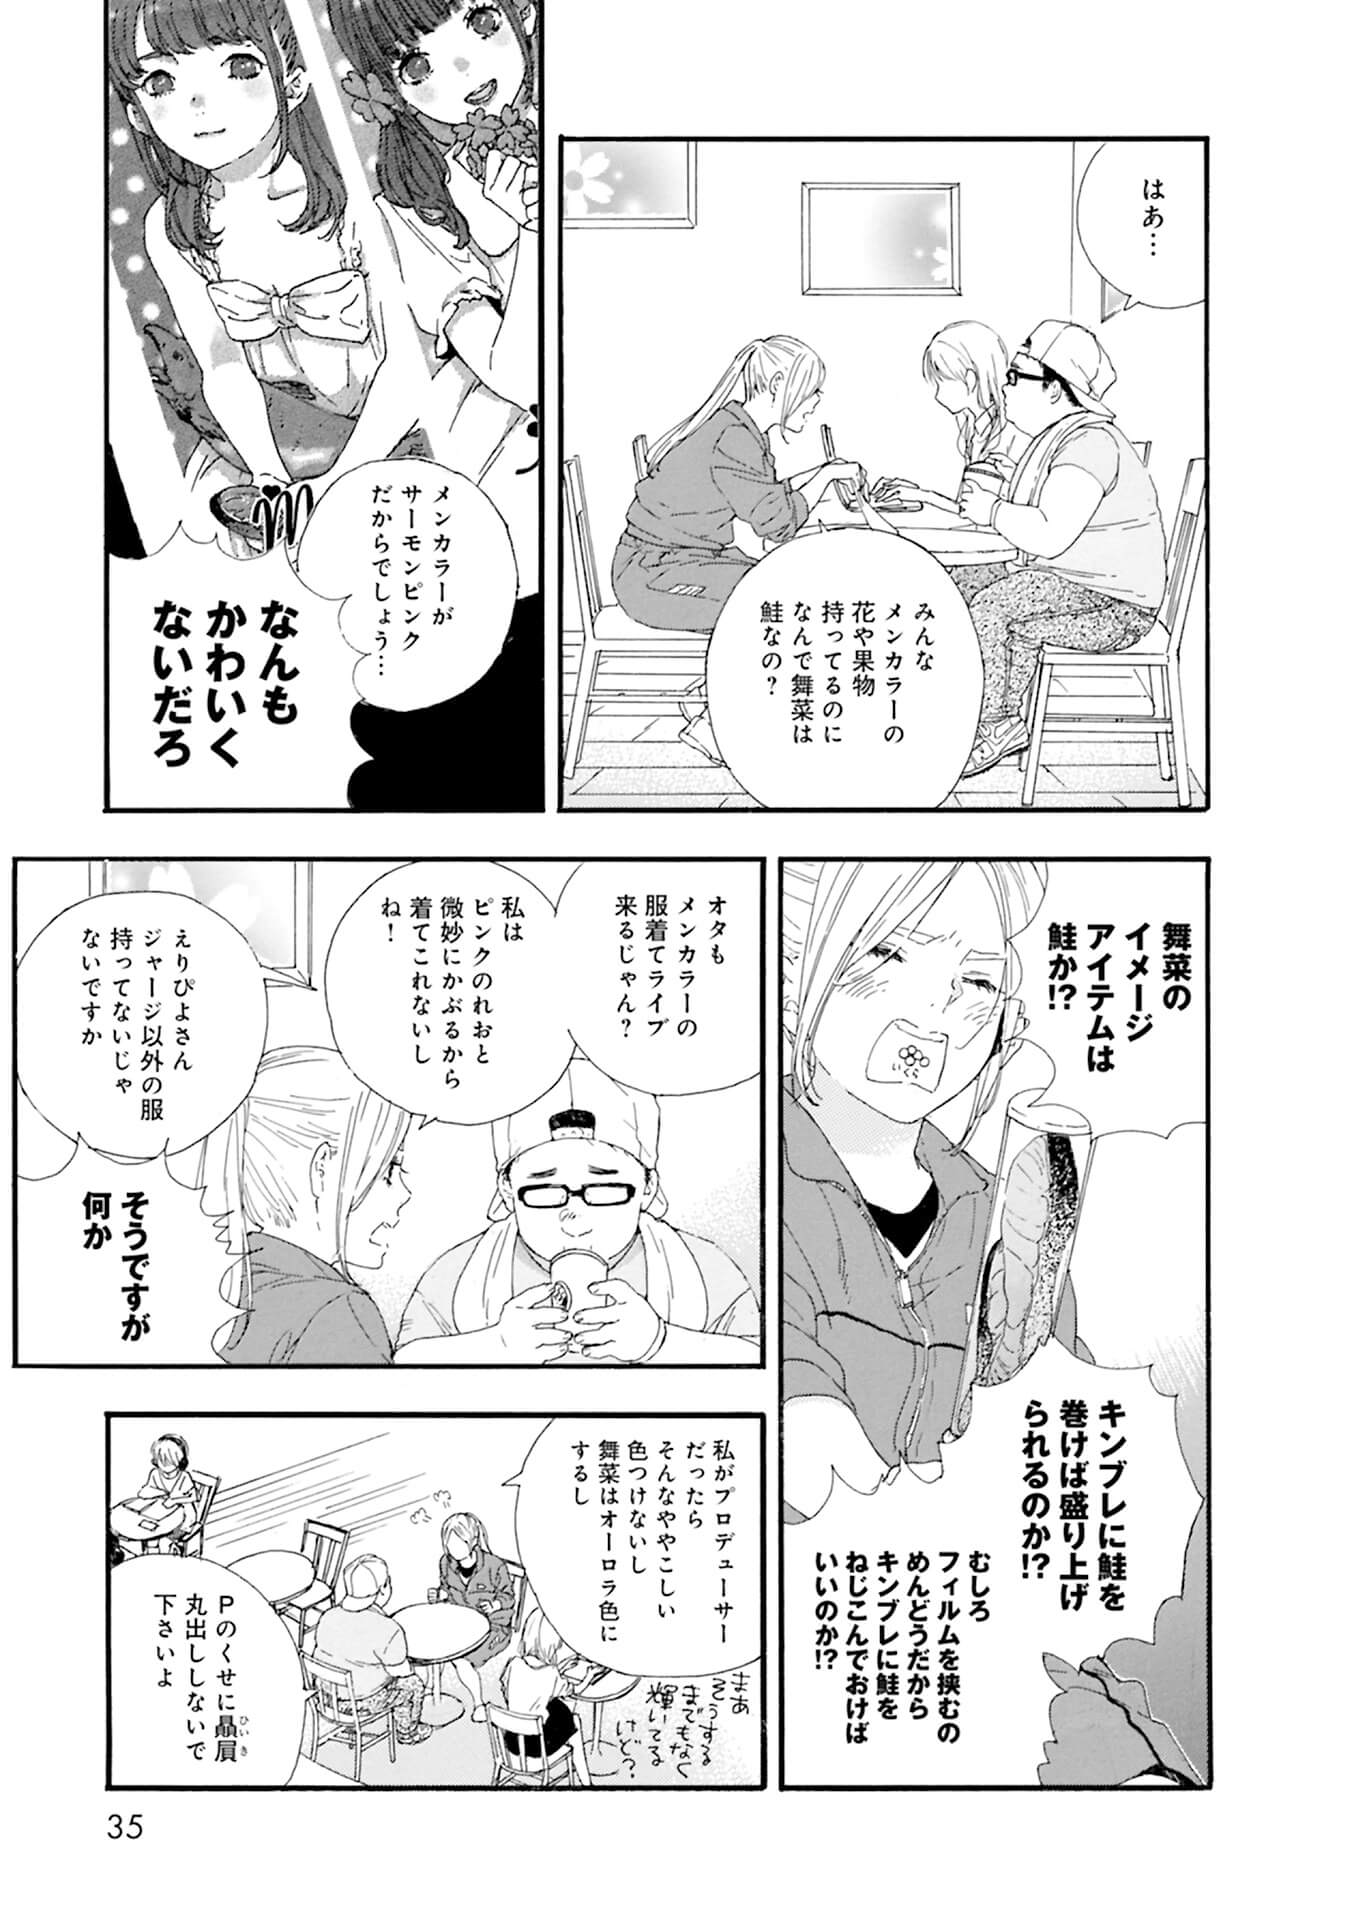 はあ…
みんな
メンカラーの
花や果物
持ってるのに
なんで舞菜は
鮭なの？
メンカラーが
サーモンピンク
だからでしょう…
なんも
かわいく
ないだろ
舞菜の
イメージ
アイテムは
鮭か!?
いくら
キンブレに鮭を
巻けば盛り上げ
られるのか!?
むしろ
フィルムを挟むの
めんどうだから
キンブレに鮭を
ねじこんでおけば
いいのか!?
オタも
メンカラーの
服着てライブ
来るじゃん？
私は
ピンクのれおと
微妙にかぶるから
着てこれないし
ね！
えりぴよさん
ジャージ以外の服
持ってないじゃ
ないですか
そうですが
何か
私がプロデューサー
だったら
そんなややこしい
色つけないし
舞菜はオーロラ色に
するし
まあ
そうする
までもなく
輝いてる
けど？
Pのくせに贔屓
ひいき
丸出ししないで
下さいよ
35